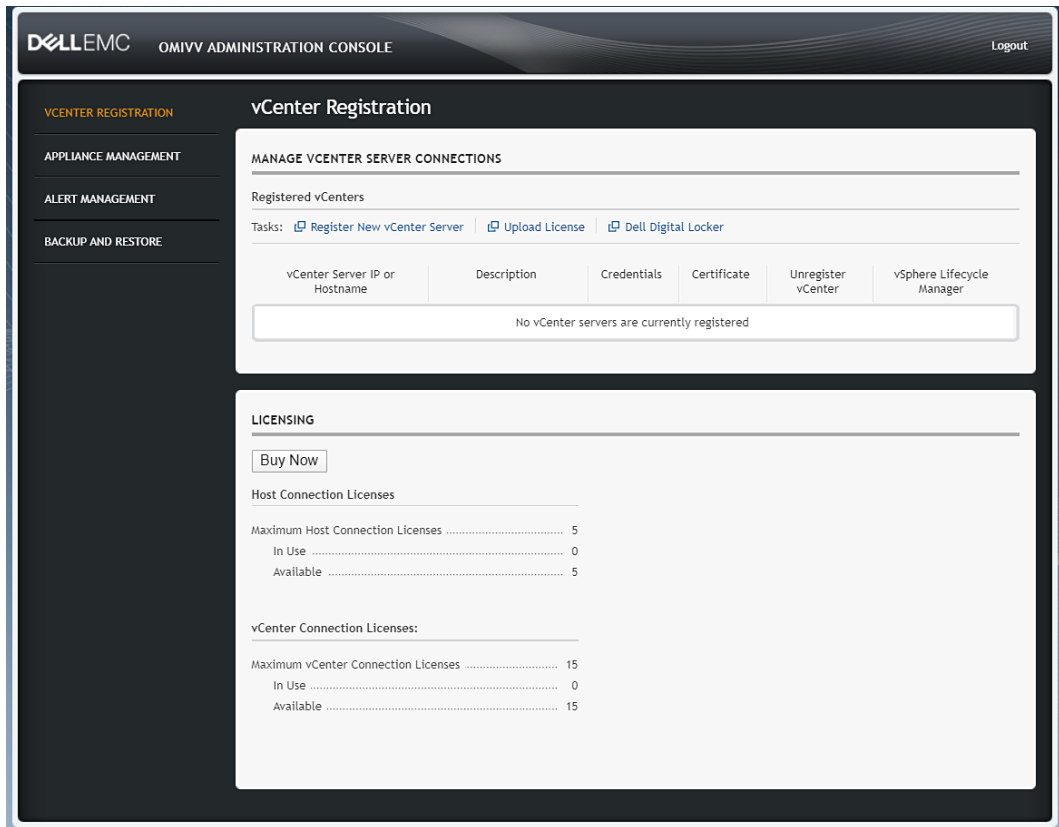 DELLEMC OMIVV ADMINISTRATION CONSOLE Logout
VCENTER REGISTRATION
APPLIANCE MANAGEMENT
ALERT MANAGEMENT
BACKUP AND RESTORE
vCenter Registration
MANAGE VCENTER SERVER CONNECTIONS
Registered vCenters
Tasks: Register New vCenter Server Upload License Dell Digital Locker
vCenter Server IP or Hostname Description Credentials Certificate Unregister vCenter vSphere Lifecycle Manager
No vCenter servers are currently registered
LICENSING
Buy Now
Host Connection Licenses
Maximum Host Connection Licenses 5
In Use 0
Available 5
vCenter Connection Licenses:
Maximum vCenter Connection Licenses 15
In Use 0
Available 15